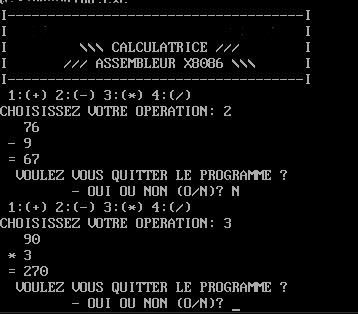 I--------------------------------------I
I                                      I
I         \\\ CALCULATRICE ///         I
I       /// ASSEMBLEUR X8086 \\\       I
I--------------------------------------I
1:(+) 2:(-) 3:(*) 4:(/)
CHOISISSEZ VOTRE OPERATION: 2
76
- 9
= 67
VOULEZ VOUS QUITTER LE PROGRAMME ?
- OUI OU NON (O/N)? N
1:(+) 2:(-) 3:(*) 4:(/)
CHOISISSEZ VOTRE OPERATION: 3
90
* 3
= 270
VOULEZ VOUS QUITTER LE PROGRAMME ?
- OUI OU NON (O/N)? _